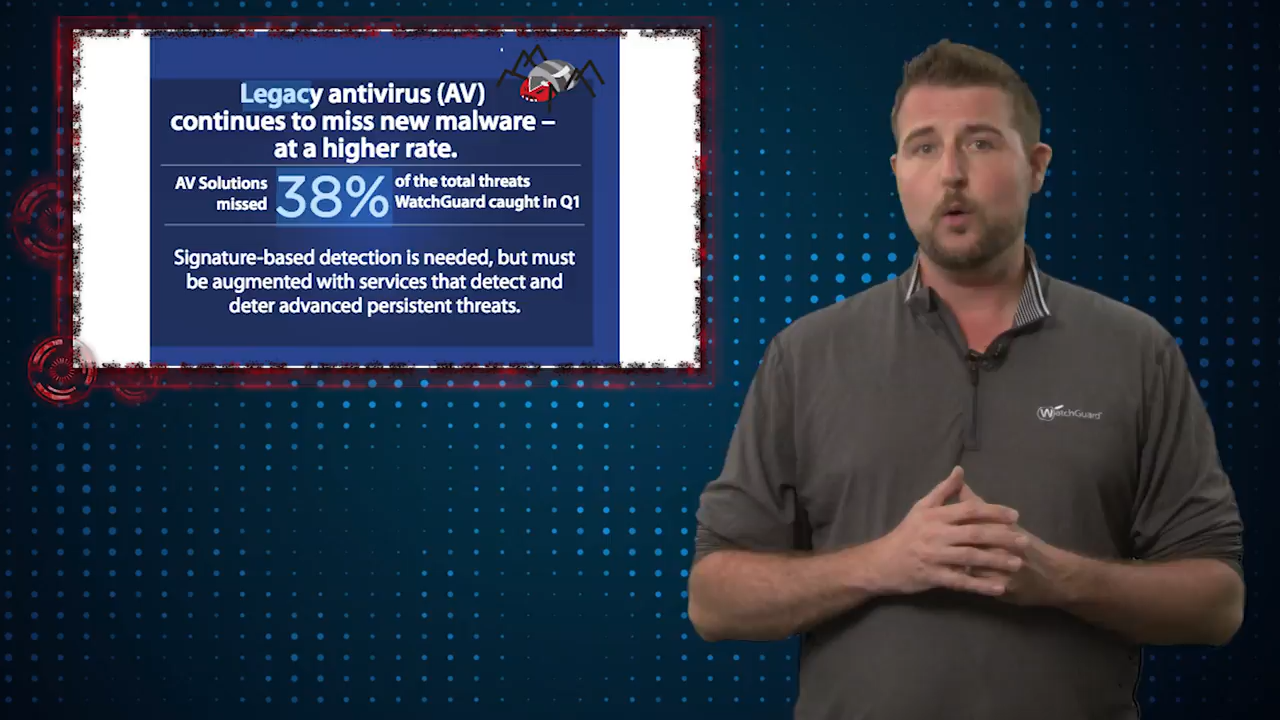 Legacy antivirus (AV)
continues to miss new malware –
at a higher rate.
AV Solutions
missed
38%
of the total threats
WatchGuard caught in Q1
Signature-based detection is needed, but must
be augmented with services that detect and
deter advanced persistent threats.
WatchGuard